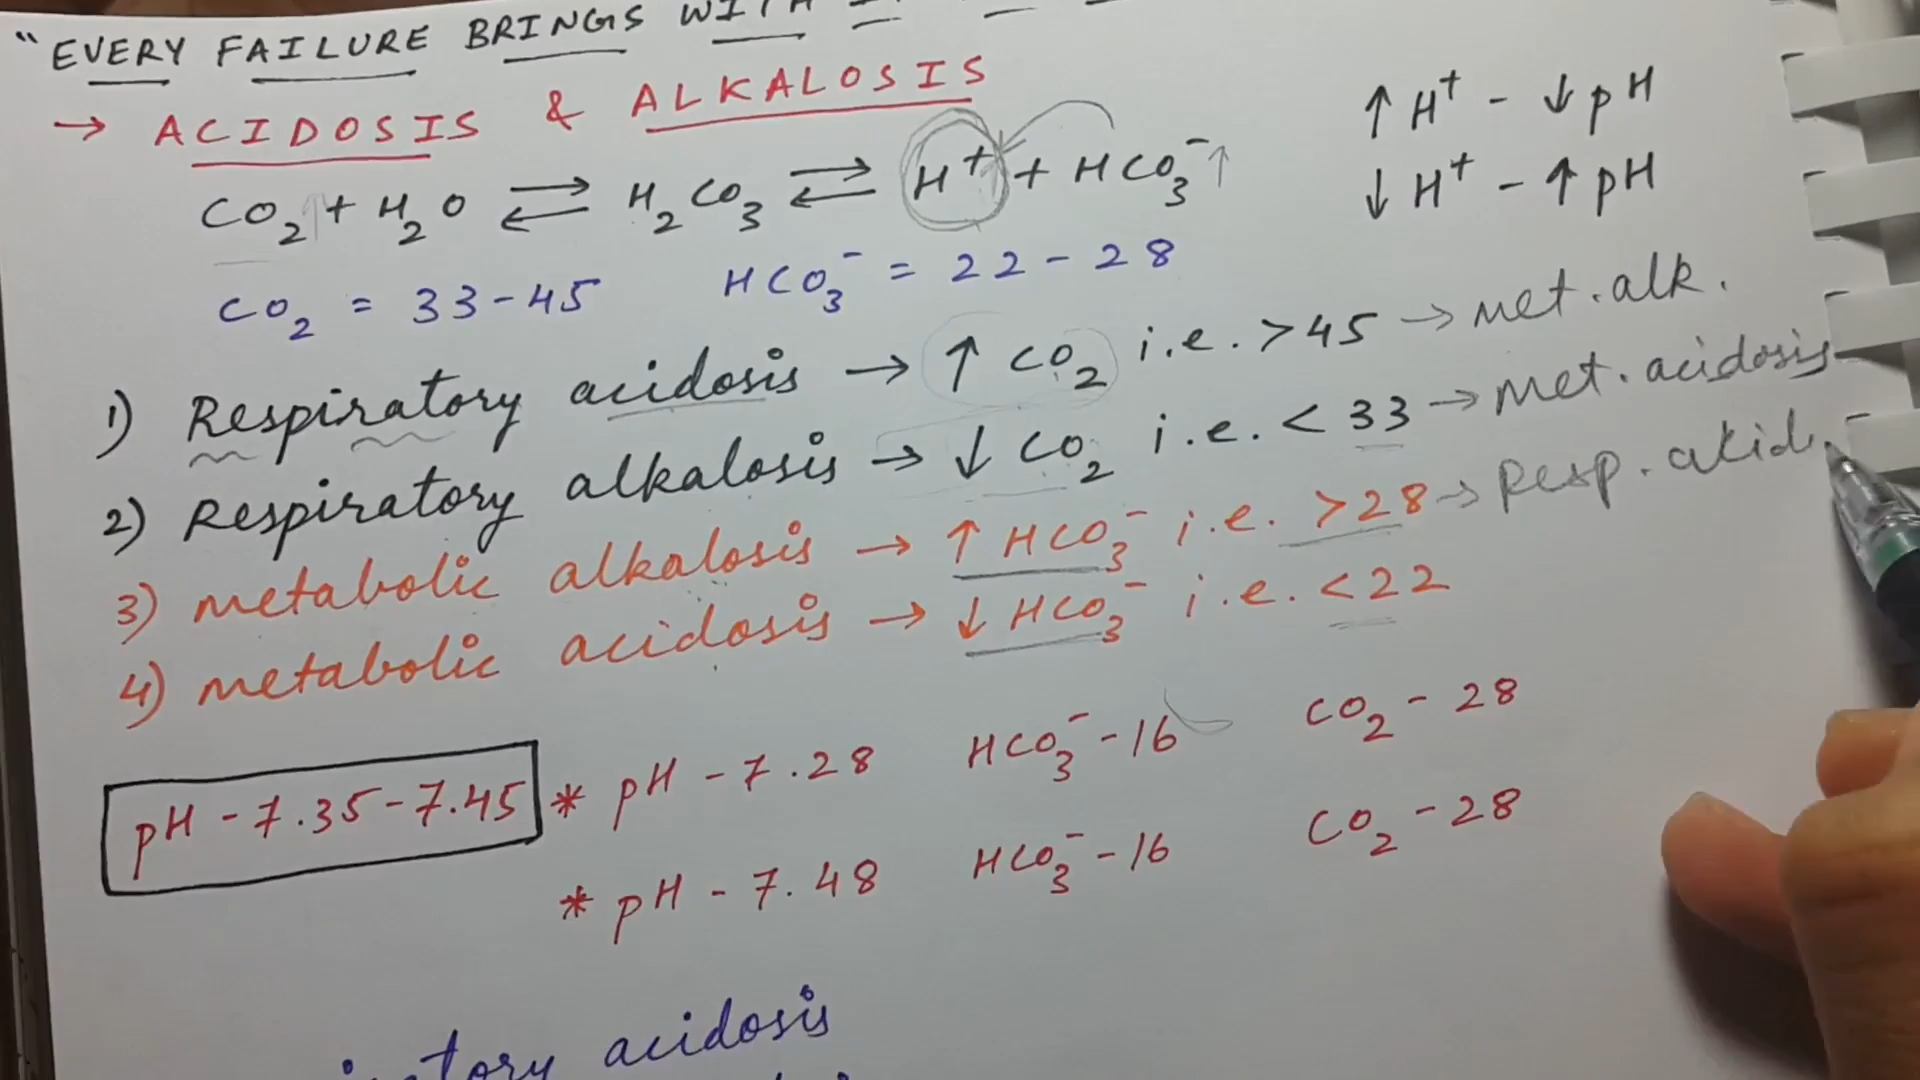 "EVERY FAILURE BRINGS WITH
→ ACIDOSIS & ALKALOSIS
CO₂↑ + H₂O ⇌ H₂CO₃ ⇌ H⁺ + HCO₃⁻↑
↑ H⁺ - ↓ pH
↓ H⁺ - ↑ pH
CO₂ = 33-45 HCO₃⁻ = 22-28
1) Respiratory acidosis → ↑ CO₂ i.e. >45 → met.alk.
2) Respiratory alkalosis → ↓ CO₂ i.e. < 33 → Met. acidosis
3) metabolic alkalosis → ↑ HCO₃⁻ i.e. >28 → Resp.
4) metabolic acidosis → ↓ HCO₃⁻ i.e. <22
pH - 7.35-7.45 * pH - 7.28 HCO₃⁻ - 16 CO₂ - 28
* pH - 7.48 HCO₃⁻ - 16 CO₂ - 28
acidosis